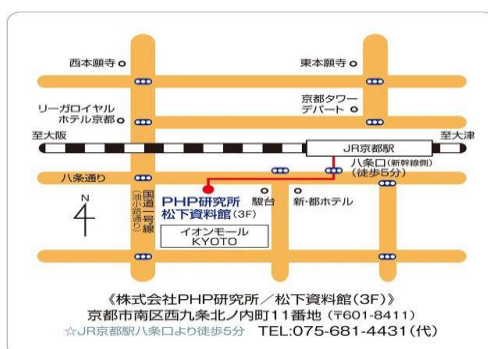 西本願寺
東本願寺
リーガロイヤル
ホテル京都
京都タワー
デパート
至大阪
JR京都駅
至大津
八条口(新幹線側)
(徒歩5分)
八条通り
国道一号線
(油小路通り)
N
4
PHP研究所
松下資料館(3F)
駿台
新・都ホテル
イオンモール
KYOTO
《株式会社PHP研究所/松下資料館(3F)》
京都市南区西九条北ノ内町11番地(〒601-8411)
☆JR京都駅八条口より徒歩5分 TEL:075-681-4431(代)